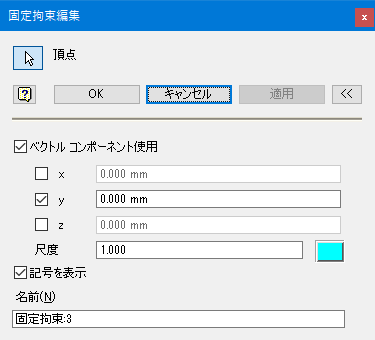 固定拘束編集
頂点
OK キャンセル 適用 <<
ベクトル コンポーネント使用
x 0.000 mm
y 0.000 mm
z 0.000 mm
尺度 1.000
記号を表示
名前(N)
固定拘束:3